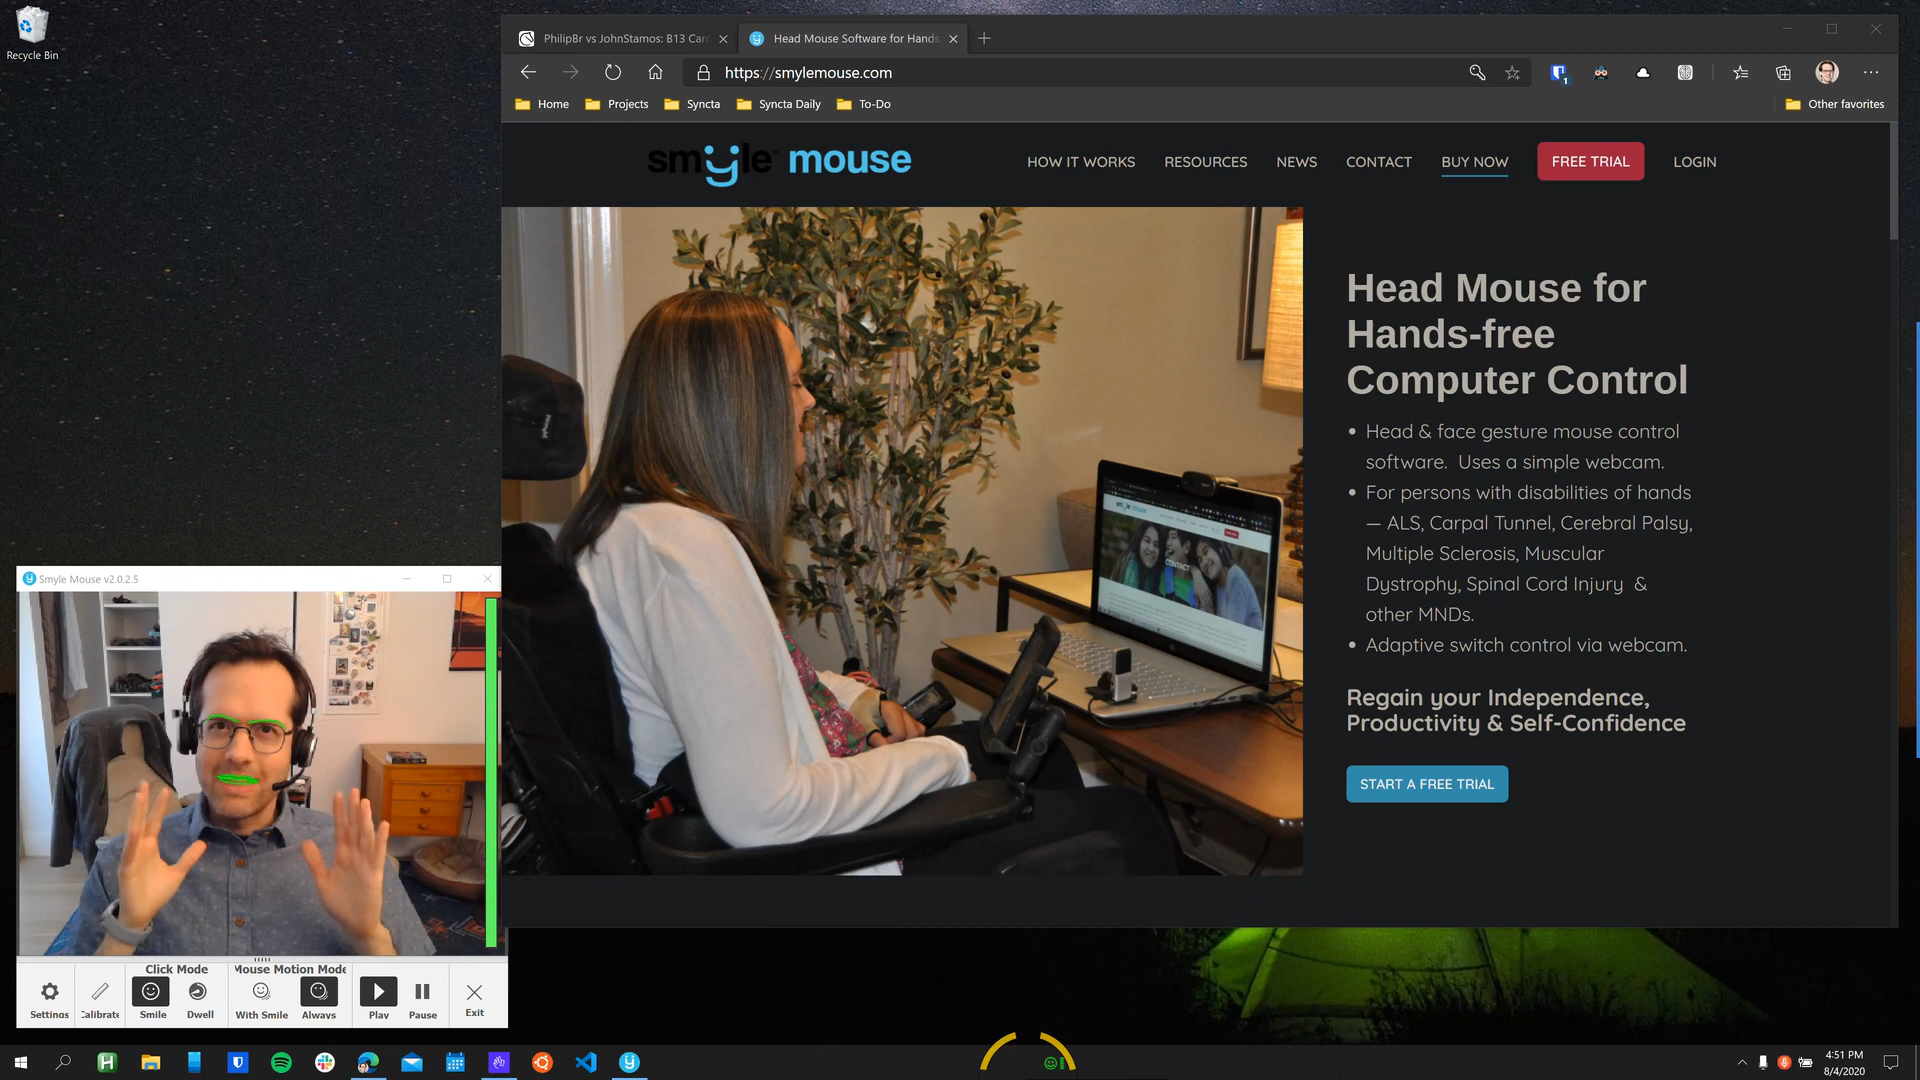 Recycle Bin
PhilipBr vs JohnStamos: B13 Caro
Head Mouse Software for Hands
https://smylemouse.com
1
Home
Projects
Syncta
Syncta Daily
To-Do
Other favorites
smyle mouse
HOW IT WORKS
RESOURCES
NEWS
CONTACT
BUY NOW
FREE TRIAL
LOGIN
Head Mouse for
Hands-free
Computer Control
• Head & face gesture mouse control
software. Uses a simple webcam.
• For persons with disabilities of hands
— ALS, Carpal Tunnel, Cerebral Palsy,
Multiple Sclerosis, Muscular
Dystrophy, Spinal Cord Injury &
other MNDs.
• Adaptive switch control via webcam.
Regain your Independence,
Productivity & Self-Confidence
START A FREE TRIAL
CONTACT
Smyle Mouse v2.0.2.5
Click Mode
Mouse Motion Mode
Settings
Calibrate
Smile
Dwell
With Smile
Always
Play
Pause
Exit
4:51 PM
8/4/2020